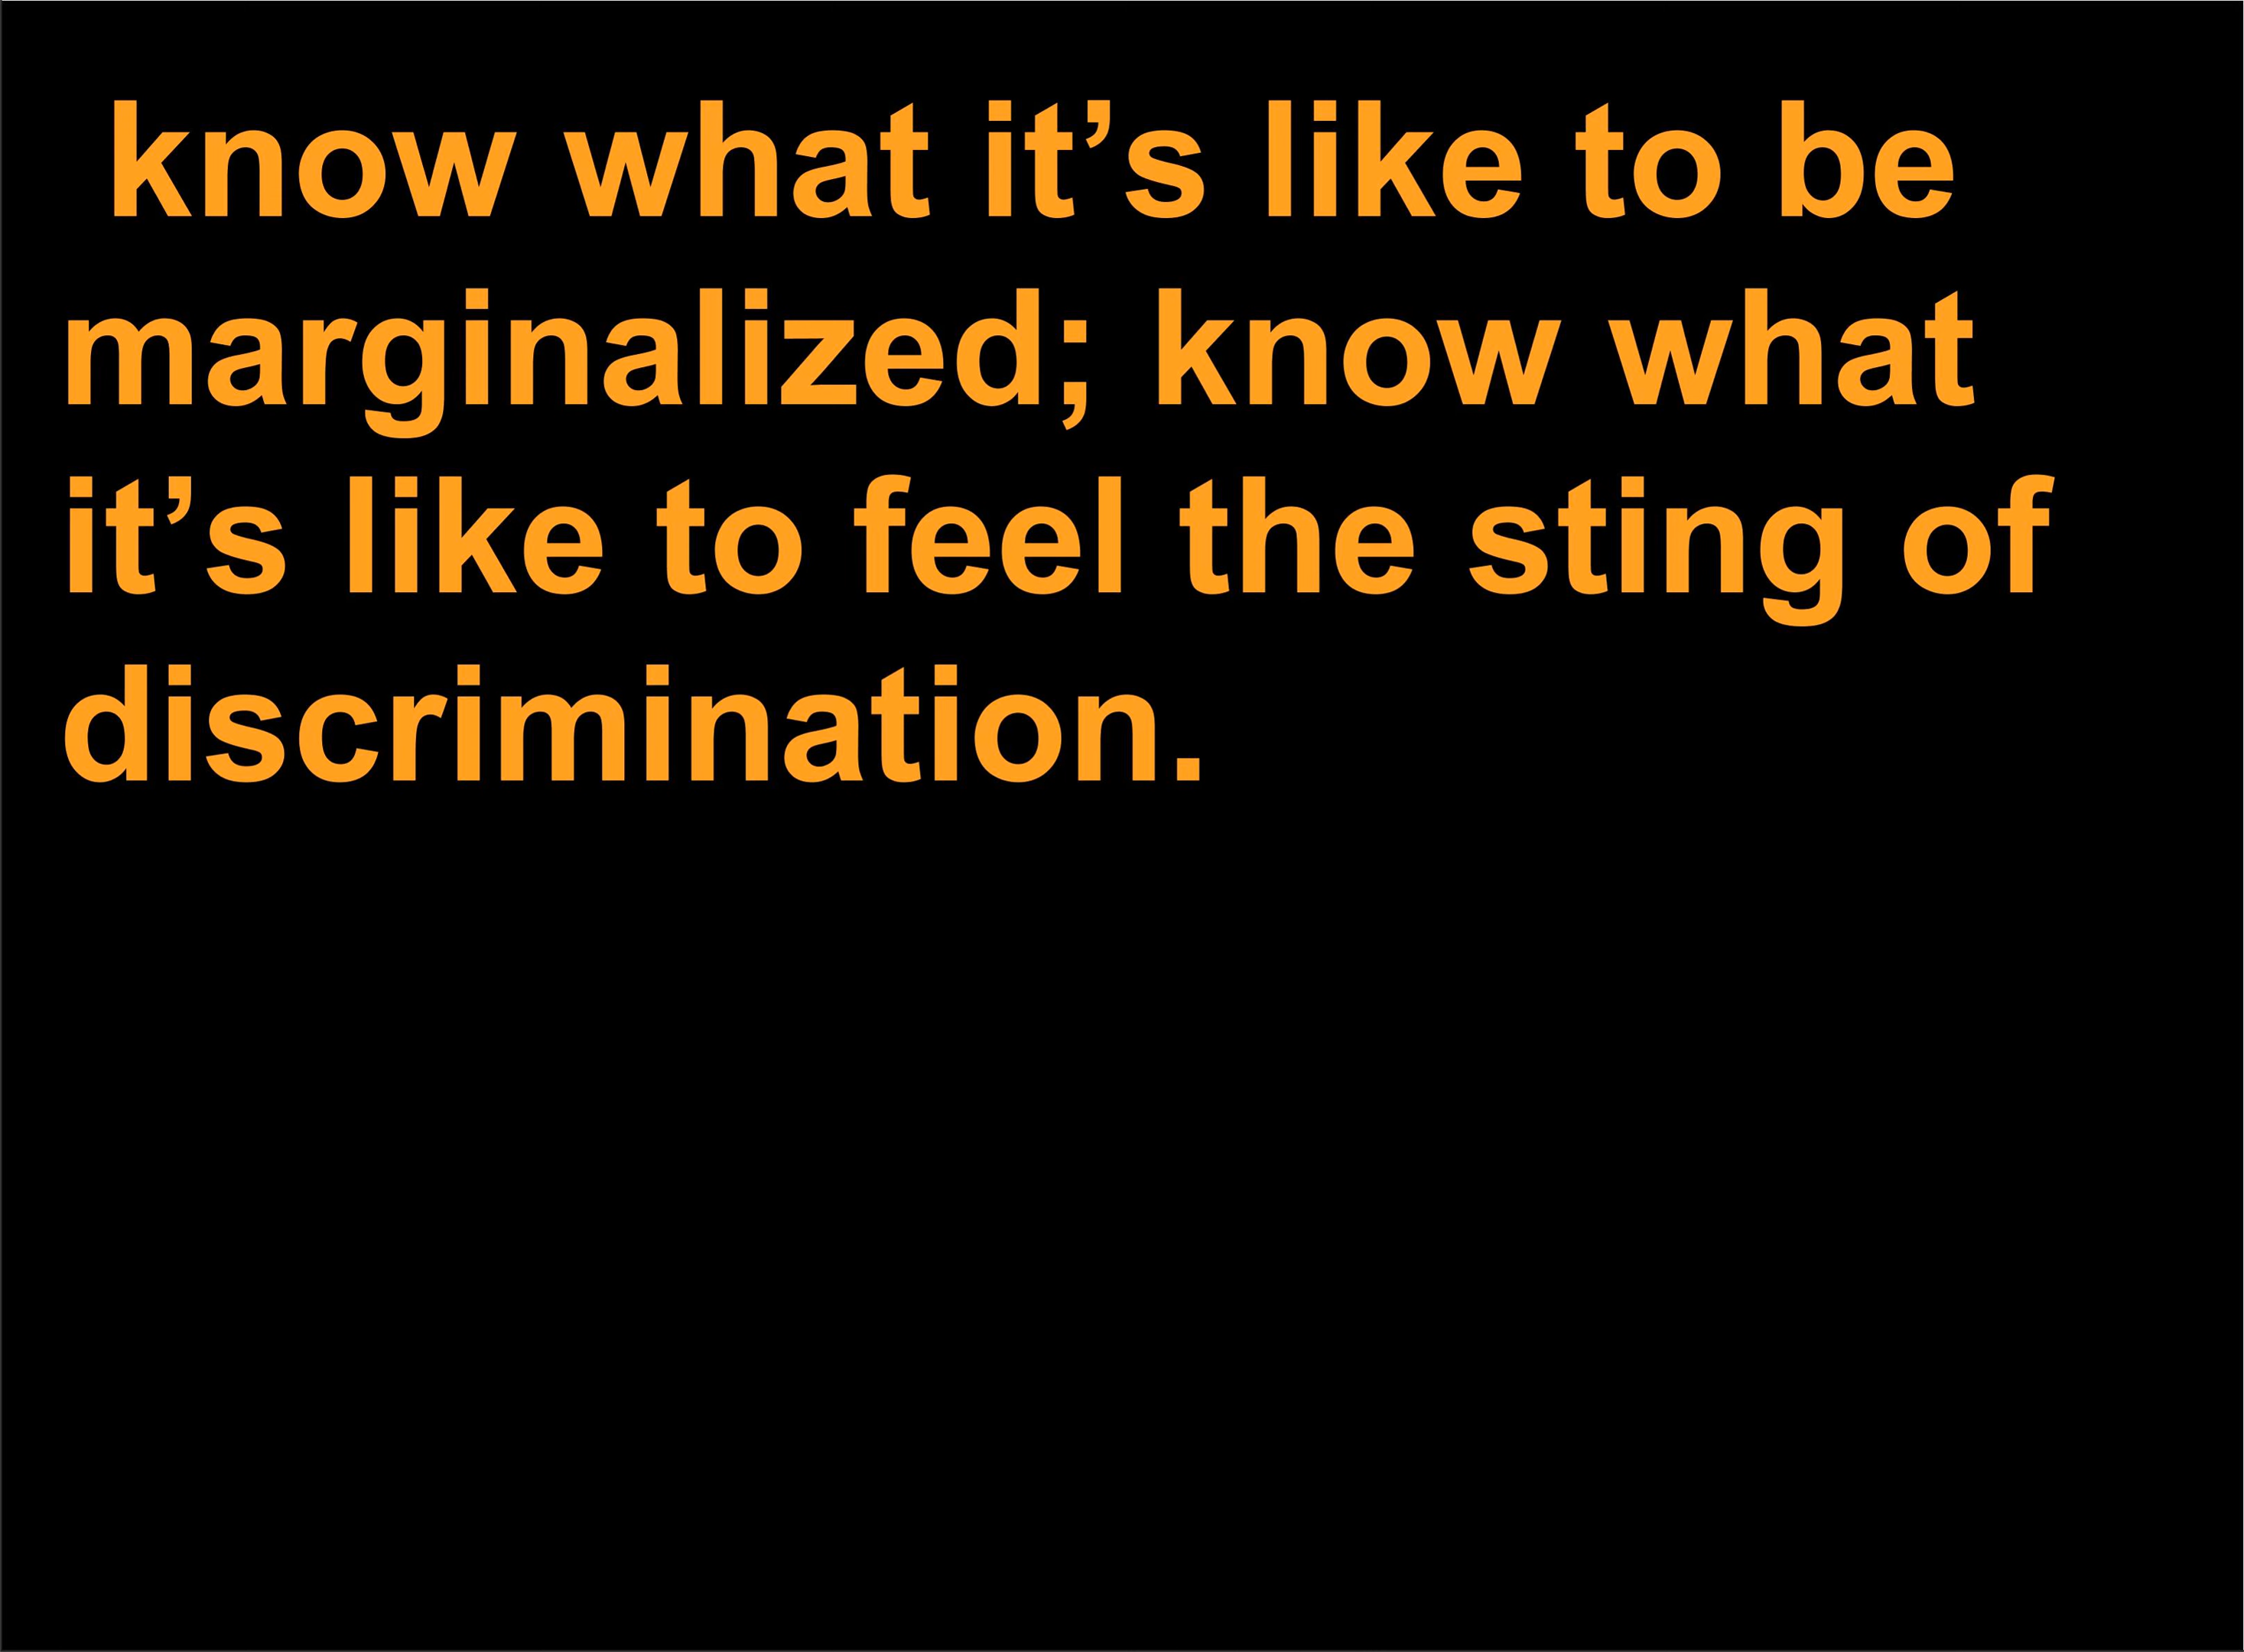 know what it’s like to be
marginalized; know what
it’s like to feel the sting of
discrimination.